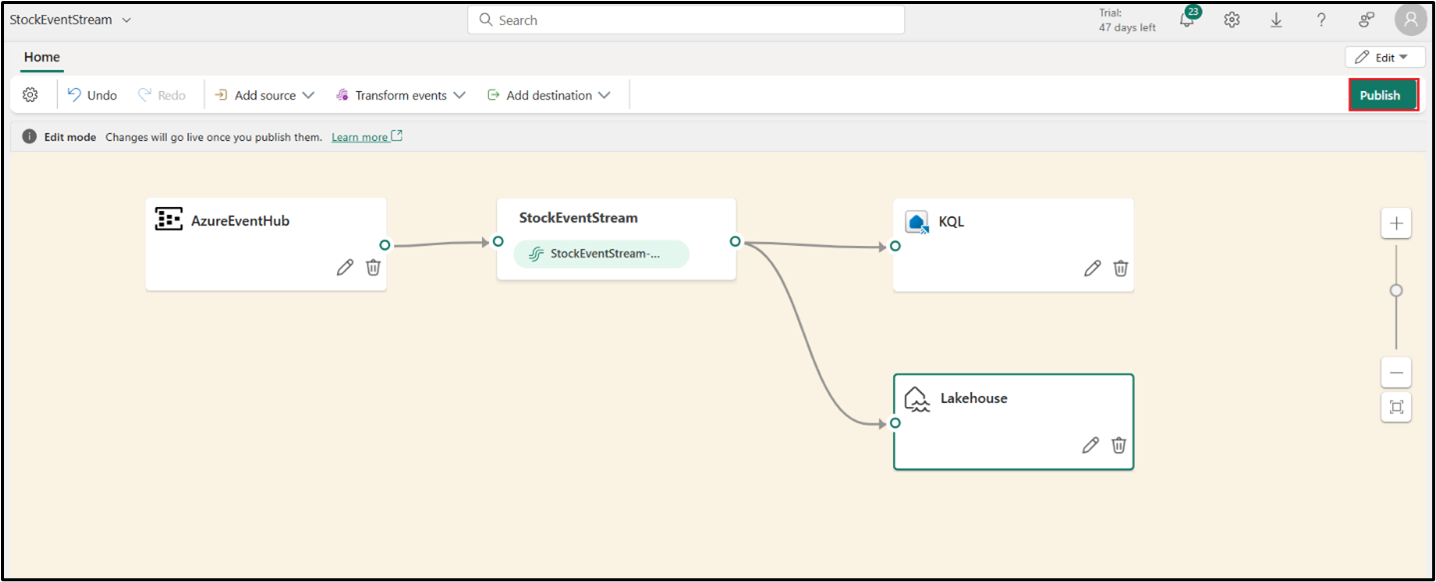 StockEventStream
Search
Trial:
47 days left
23
Home
Edit
Undo
Redo
Add source
Transform events
Add destination
Publish
Edit mode Changes will go live once you publish them. Learn more
AzureEventHub
StockEventStream
StockEventStream-...
KQL
Lakehouse